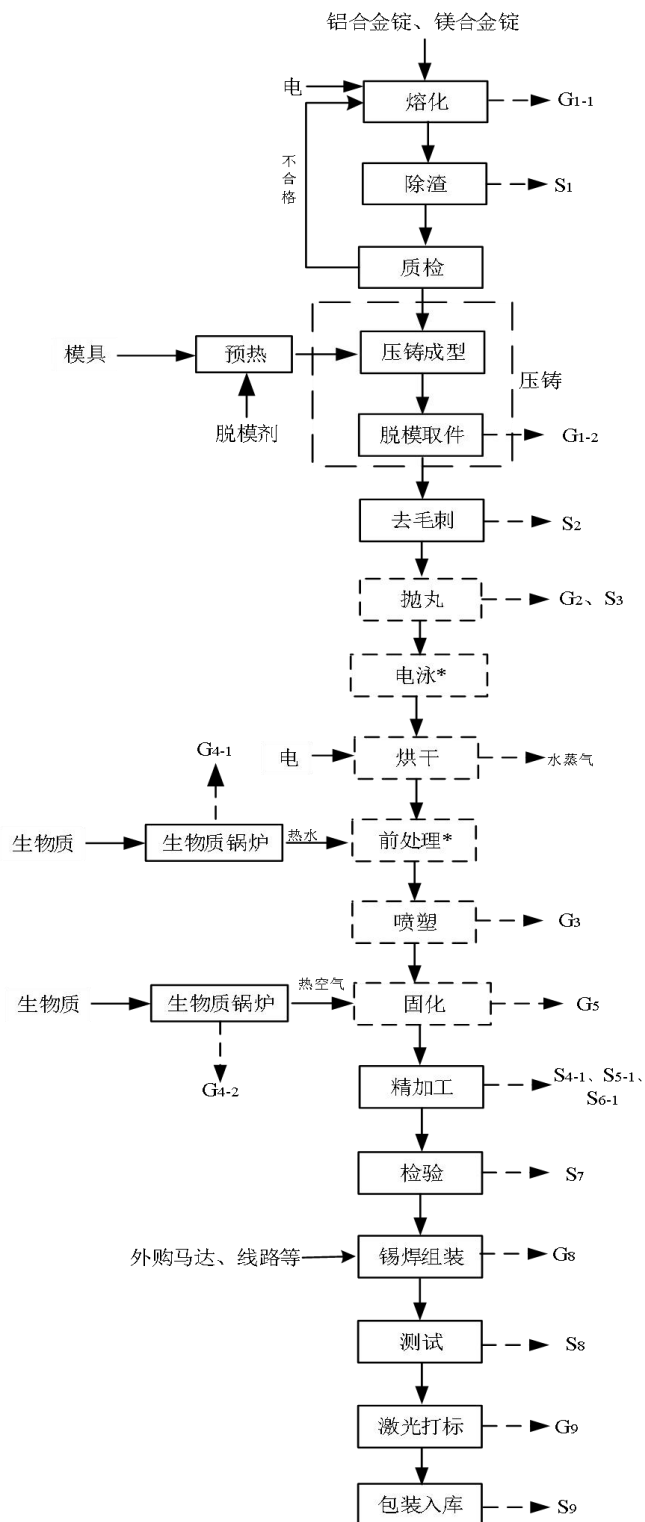 铝合金锭、镁合金锭
电
熔化
G1-1
不合格
除渣
S1
质检
模具
预热
压铸成型
压铸
脱模剂
脱模取件
G1-2
去毛刺
S2
抛丸
G2、S3
电泳*
G4-1
电
烘干
水蒸气
生物质
生物质锅炉
热水
前处理*
喷塑
G3
生物质
生物质锅炉
热空气
固化
G5
G4-2
精加工
S4-1、S5-1、
S6-1
检验
S7
外购马达、线路等
锡焊组装
G8
测试
S8
激光打标
G9
包装入库
S9